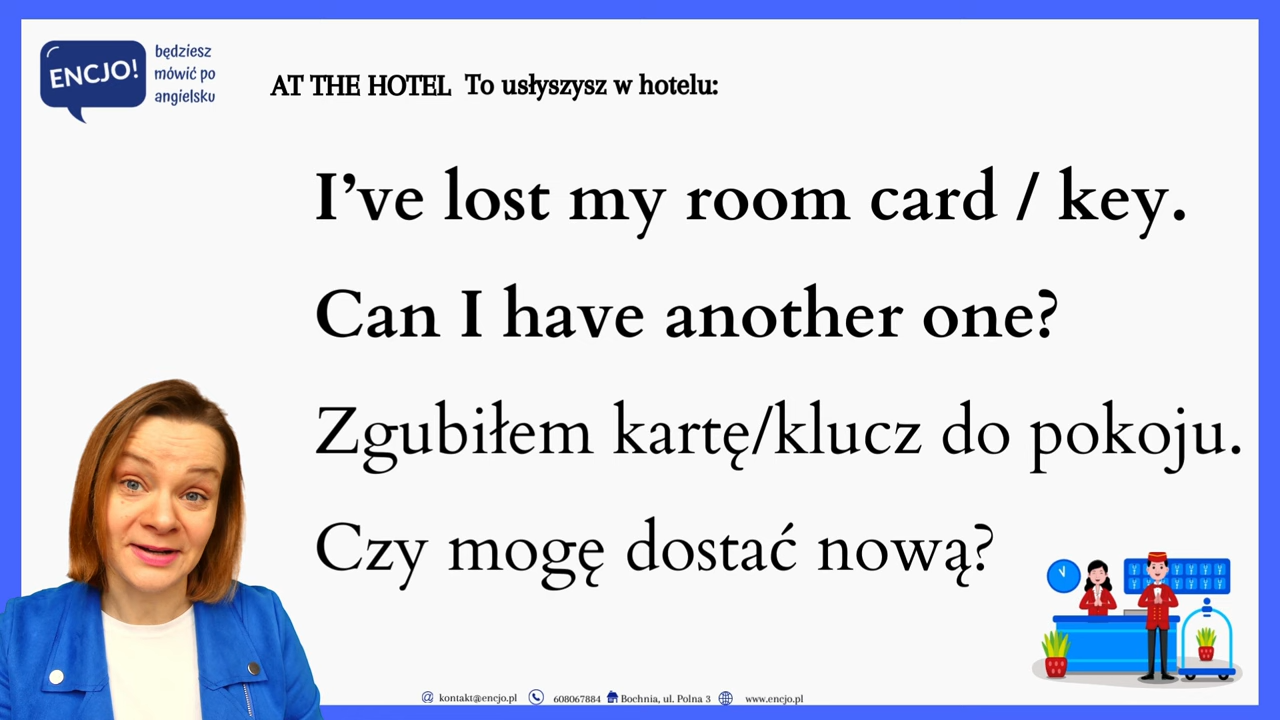 ENCJO!
będziesz
mówić po
angielsku
AT THE HOTEL To usłyszysz w hotelu:
I’ve lost my room card / key.
Can I have another one?
Zgubiłem kartę/klucz do pokoju.
Czy mogę dostać nową?
kontakt@encjo.pl 608067884 Bochnia, ul. Polna 3 www.encjo.pl